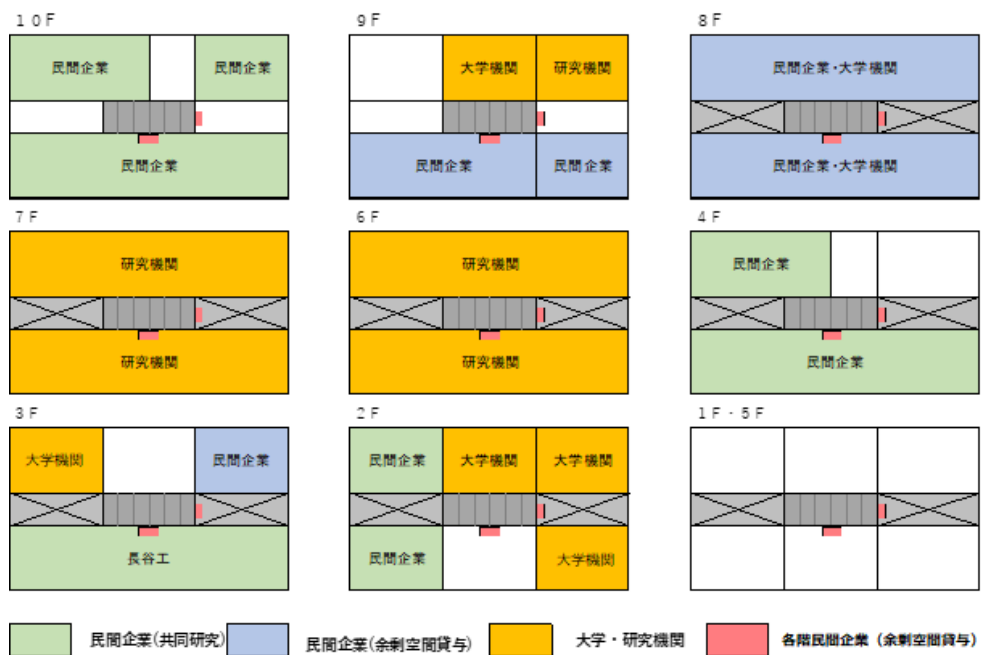 １０Ｆ
民間企業
民間企業
民間企業
９Ｆ
大学機関
研究機関
民間企業
民間企業
８Ｆ
民間企業・大学機関
民間企業・大学機関
７Ｆ
研究機関
研究機関
６Ｆ
研究機関
研究機関
４Ｆ
民間企業
民間企業
３Ｆ
大学機関
民間企業
長谷工
２Ｆ
民間企業
大学機関
大学機関
民間企業
大学機関
１Ｆ・５Ｆ
民間企業(共同研究)
民間企業(余剰空間貸与)
大学・研究機関
各階民間企業（余剰空間貸与）